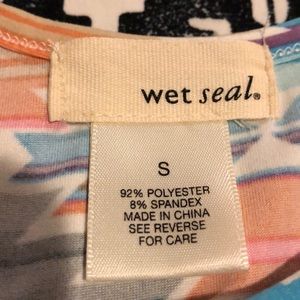 wet seal®
S
92% POLYESTER
8% SPANDEX
MADE IN CHINA
SEE REVERSE
FOR CARE